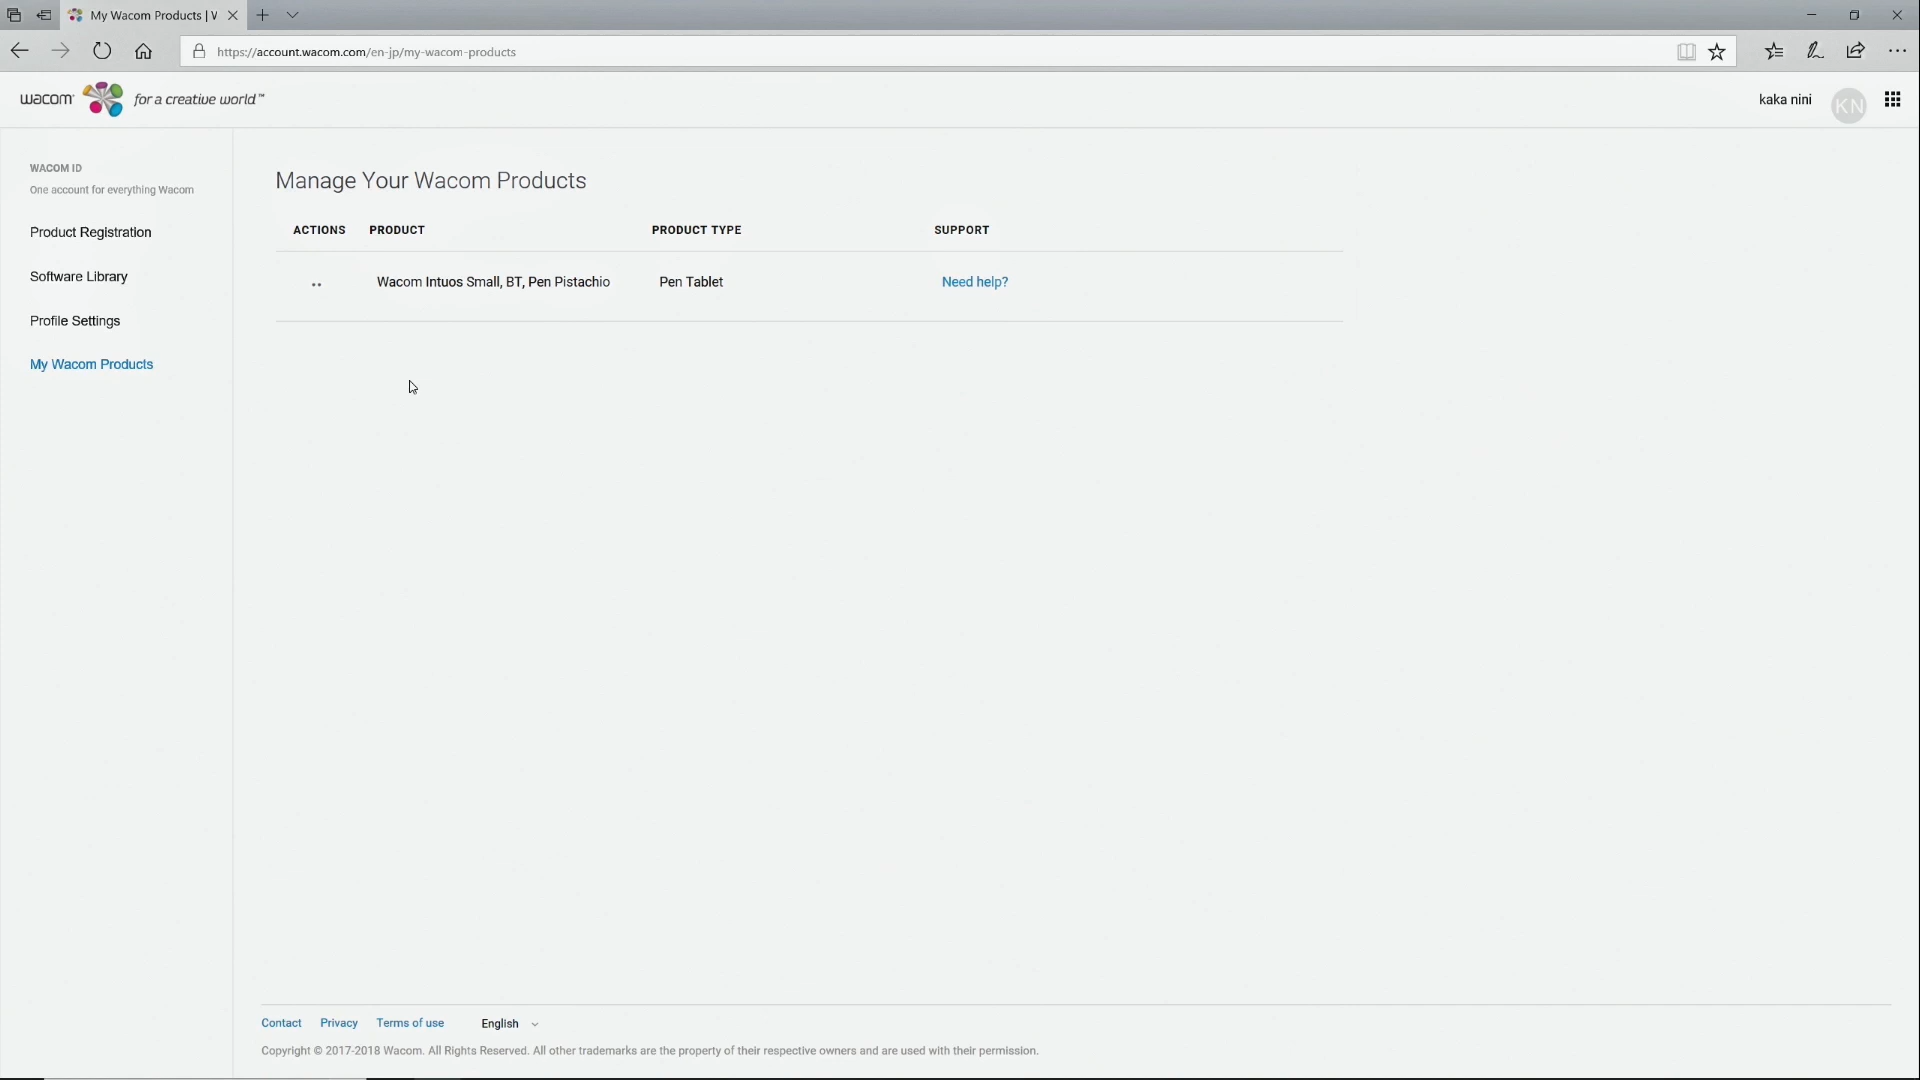 My Wacom Products | W
https://account.wacom.com/en-jp/my-wacom-products
wacom for a creative world™
kaka nini KN
WACOM ID
One account for everything Wacom
Product Registration
Software Library
Profile Settings
My Wacom Products
Manage Your Wacom Products
ACTIONS PRODUCT PRODUCT TYPE SUPPORT
Wacom Intuos Small, BT, Pen Pistachio Pen Tablet Need help?
Contact Privacy Terms of use English
Copyright © 2017-2018 Wacom. All Rights Reserved. All other trademarks are the property of their respective owners and are used with their permission.